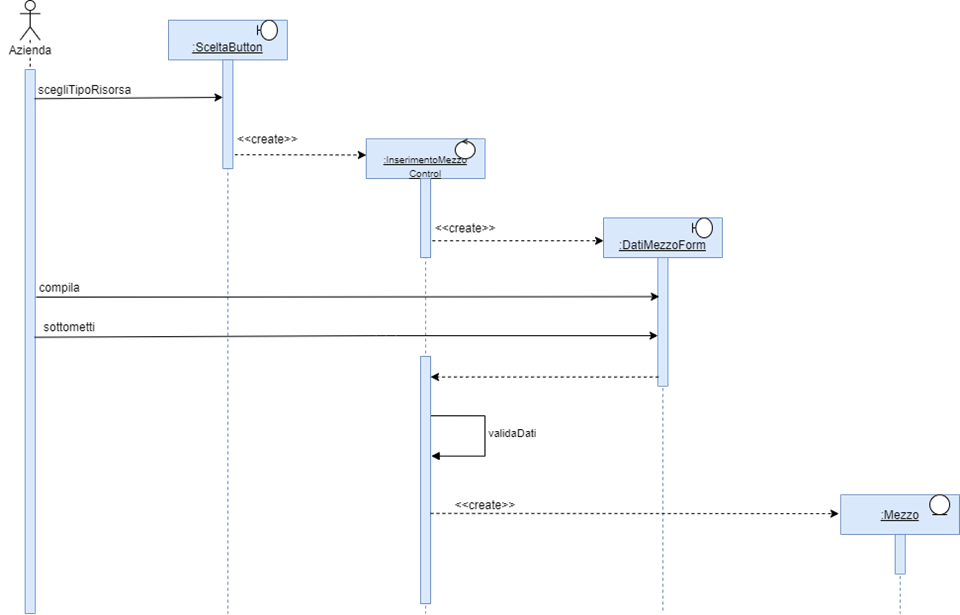 Azienda
:SceltaButton
scegliTipoRisorsa
<<create>>
:InserimentoMezzo
Control
<<create>>
:DatiMezzoForm
compila
sottometti
validaDati
<<create>>
:Mezzo